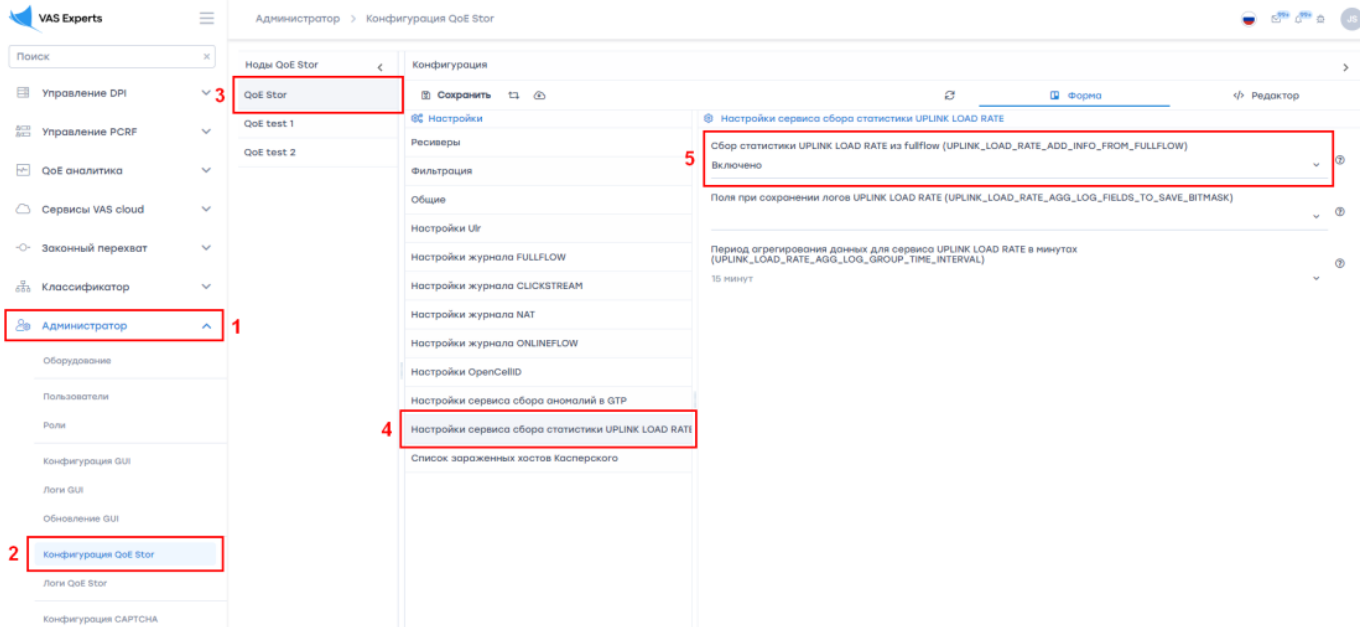 VAS Experts
Администратор > Конфигурация QoE Stor
99+
99+
JS
Поиск
Управление DPI
Управление PCRF
QoE аналитика
Сервисы VAS cloud
Законный перехват
Классификатор
Администратор
1
Оборудование
Пользователи
Роли
Конфигурация GUI
Логи GUI
Обновление GUI
2
Конфигурация QoE Stor
Логи QoE Stor
Конфигурация CAPTCHA
Ноды QoE Stor
3
QoE Stor
QoE test 1
QoE test 2
Конфигурация
Сохранить
Форма
</> Редактор
Настройки
Ресиверы
Фильтрация
Общие
Настройки Ulr
Настройки журнала FULLFLOW
Настройки журнала CLICKSTREAM
Настройки журнала NAT
Настройки журнала ONLINEFLOW
Настройки OpenCellID
Настройки сервиса сбора аномалий в GTP
4
Настройки сервиса сбора статистики UPLINK LOAD RATE
Список зараженных хостов Касперского
Настройки сервиса сбора статистики UPLINK LOAD RATE
5
Сбор статистики UPLINK LOAD RATE из fullflow (UPLINK_LOAD_RATE_ADD_INFO_FROM_FULLFLOW)
Включено
Поля при сохранении логов UPLINK LOAD RATE (UPLINK_LOAD_RATE_AGG_LOG_FIELDS_TO_SAVE_BITMASK)
Период агрегирования данных для сервиса UPLINK LOAD RATE в минутах
(UPLINK_LOAD_RATE_AGG_LOG_GROUP_TIME_INTERVAL)
15 минут